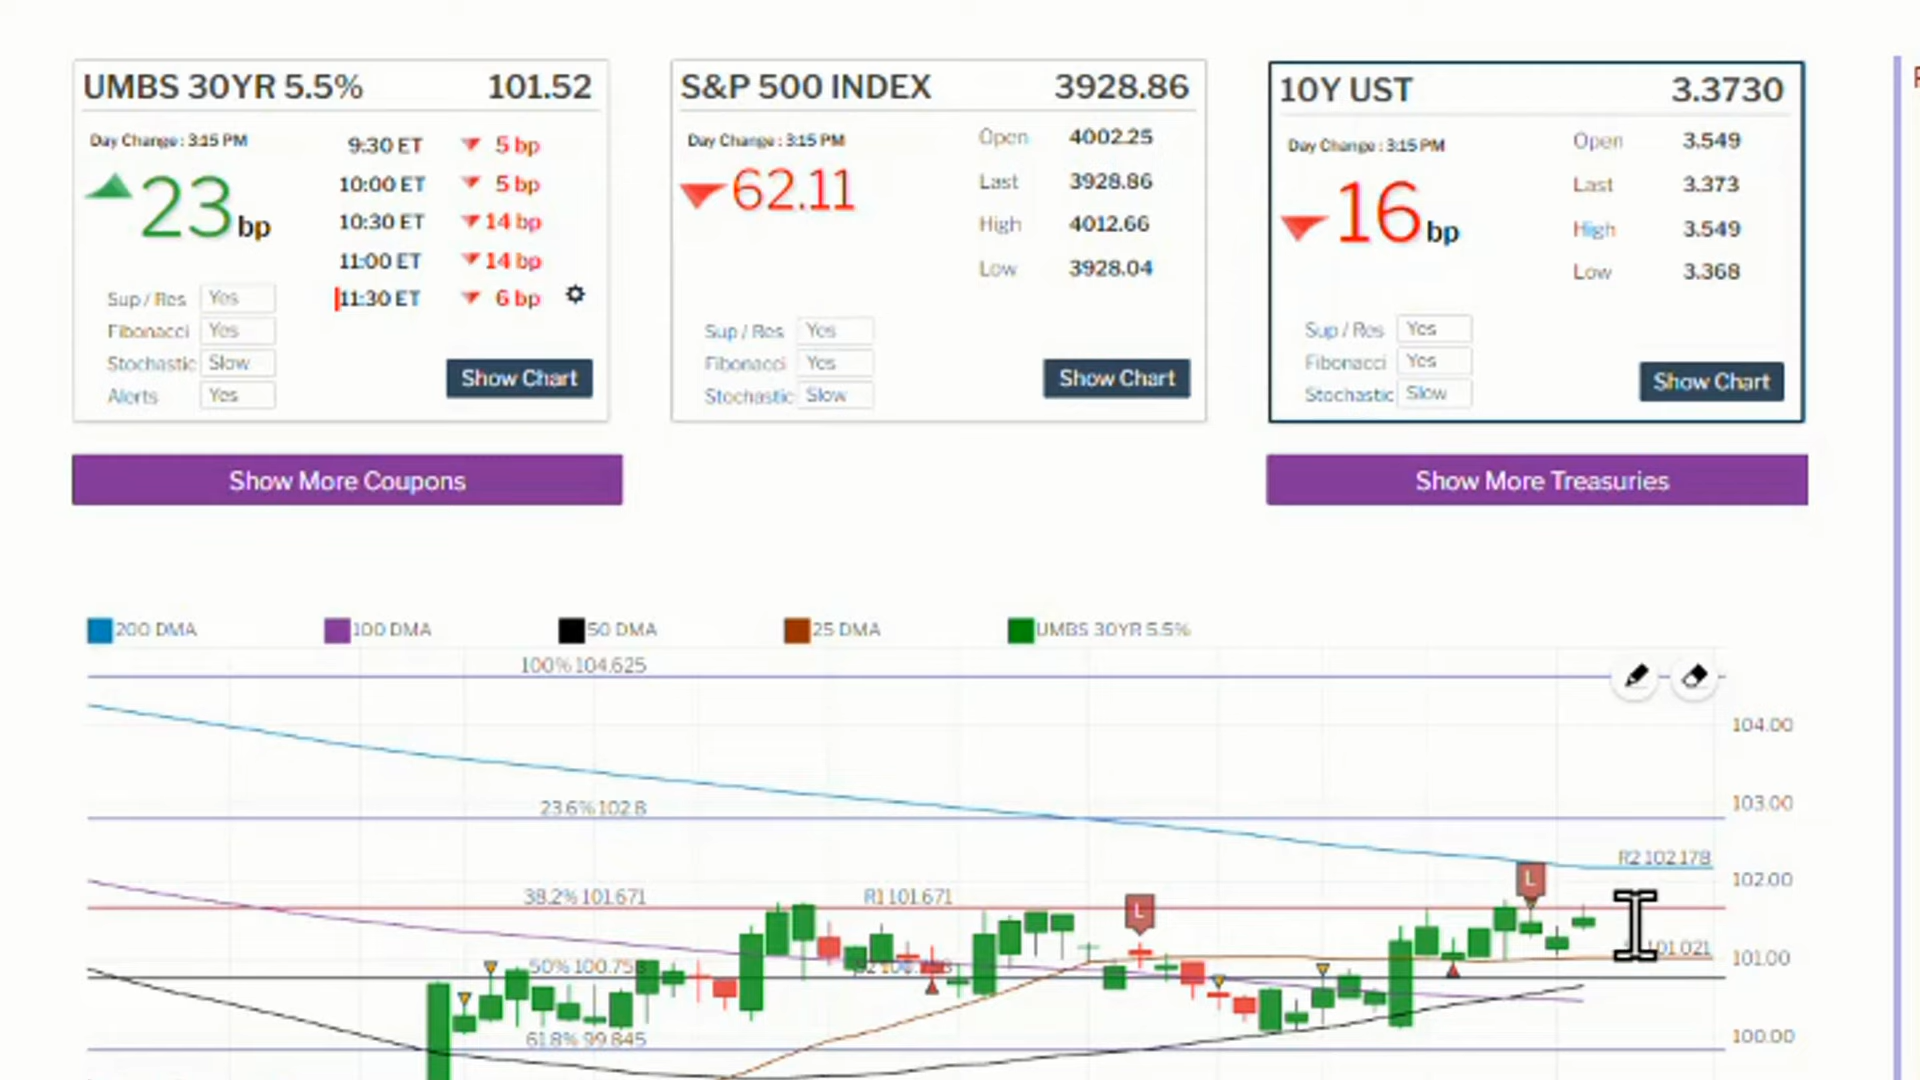 UMBS 30YR 5.5% 101.52
Day Change : 3:15 PM
23 bp
9:30 ET 5 bp
10:00 ET 5 bp
10:30 ET 14 bp
11:00 ET 14 bp
11:30 ET 6 bp
Sup / Res Yes
Fibonacci Yes
Stochastic Slow
Alerts Yes
Show Chart
S&P 500 INDEX 3928.86
Day Change : 3:15 PM
62.11
Open 4002.25
Last 3928.86
High 4012.66
Low 3928.04
Sup / Res Yes
Fibonacci Yes
Stochastic Slow
Show Chart
10Y UST 3.3730
Day Change : 3:15 PM
16 bp
Open 3.549
Last 3.373
High 3.549
Low 3.368
Sup / Res Yes
Fibonacci Yes
Stochastic Slow
Show Chart
Show More Coupons
Show More Treasuries
200 DMA 100 DMA 50 DMA 25 DMA UMBS 30YR 5.5%
100% 104.625
104.00
23.6% 102.8
103.00
R2 102.178
L
102.00
38.2% 101.671 R1 101.671
L
101.021
101.00
50% 100.758
61.8% 99.845
100.00